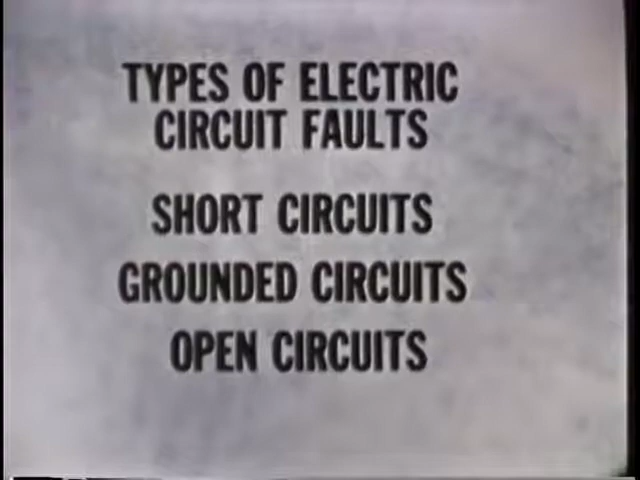 TYPES OF ELECTRIC
CIRCUIT FAULTS
SHORT CIRCUITS
GROUNDED CIRCUITS
OPEN CIRCUITS